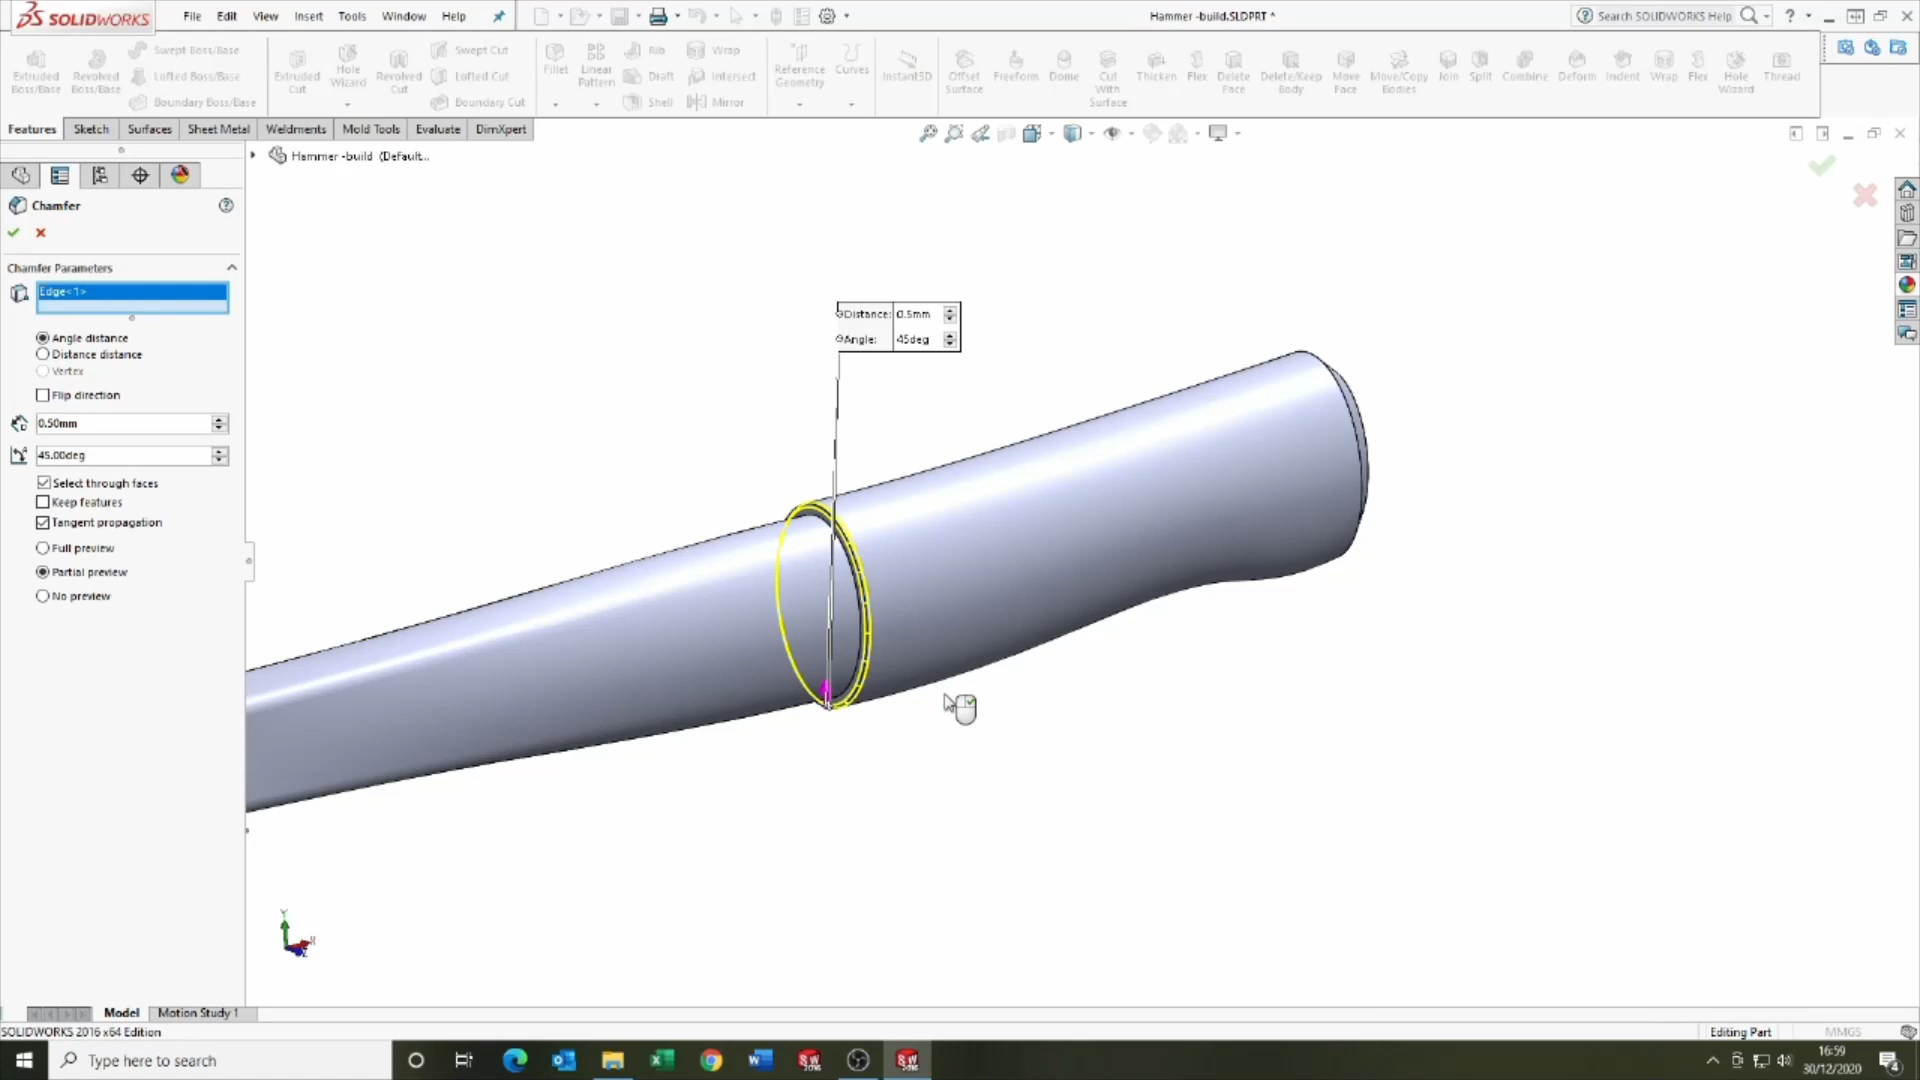 SOLIDWORKS
File Edit View Insert Tools Window Help
Hammer -build.SLDPRT *
Search SOLIDWORKS Help
Extruded Boss/Base
Revolved Boss/Base
Swept Boss/Base
Lofted Boss/Base
Boundary Boss/Base
Extruded Cut
Hole Wizard
Revolved Cut
Swept Cut
Lofted Cut
Boundary Cut
Fillet
Linear Pattern
Rib
Draft
Shell
Wrap
Intersect
Mirror
Reference Geometry
Curves
Instant3D
Offset Surface
Freeform
Dome
Cut With Surface
Thicken
Flex
Delete Face
Delete/Keep Body
Move Face
Move/Copy Bodies
Join
Split
Combine
Deform
Indent
Wrap
Flex
Hole Wizard
Thread
Features Sketch Surfaces Sheet Metal Weldments Mold Tools Evaluate DimXpert
Hammer -build (Default...
Chamfer
Chamfer Parameters
Edge<1>
Angle distance
Distance distance
Vertex
Flip direction
0.50mm
45.00deg
Select through faces
Keep features
Tangent propagation
Full preview
Partial preview
No preview
Distance: 0.5mm
Angle: 45deg
Y
X
Z
Model Motion Study 1
SOLIDWORKS 2016 x64 Edition
Editing Part
MMGS
Type here to search
16:59
30/12/2020
4